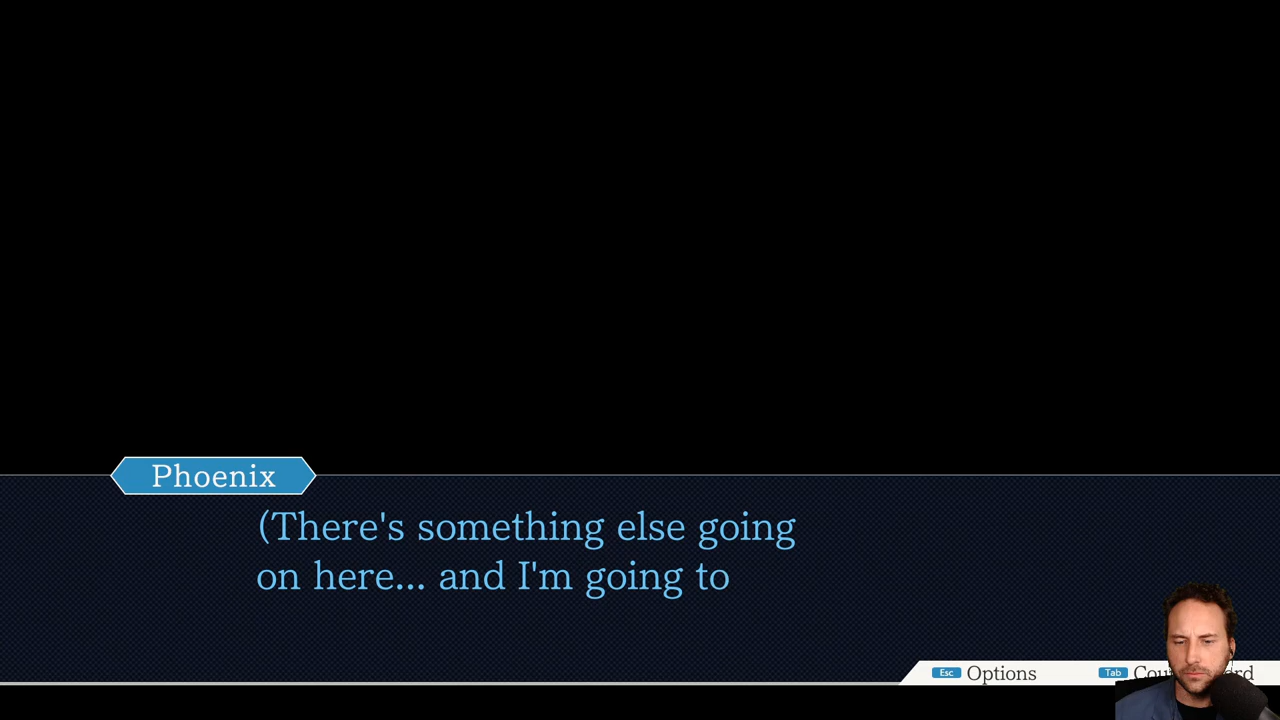 Phoenix
(There's something else going
on here... and I'm going to
Esc Options
Tab